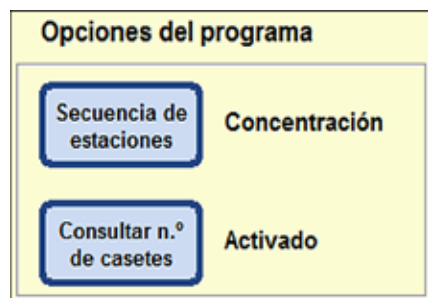 Opciones del programa
Secuencia de
estaciones
Concentración
Consultar n.º
de casetes
Activado